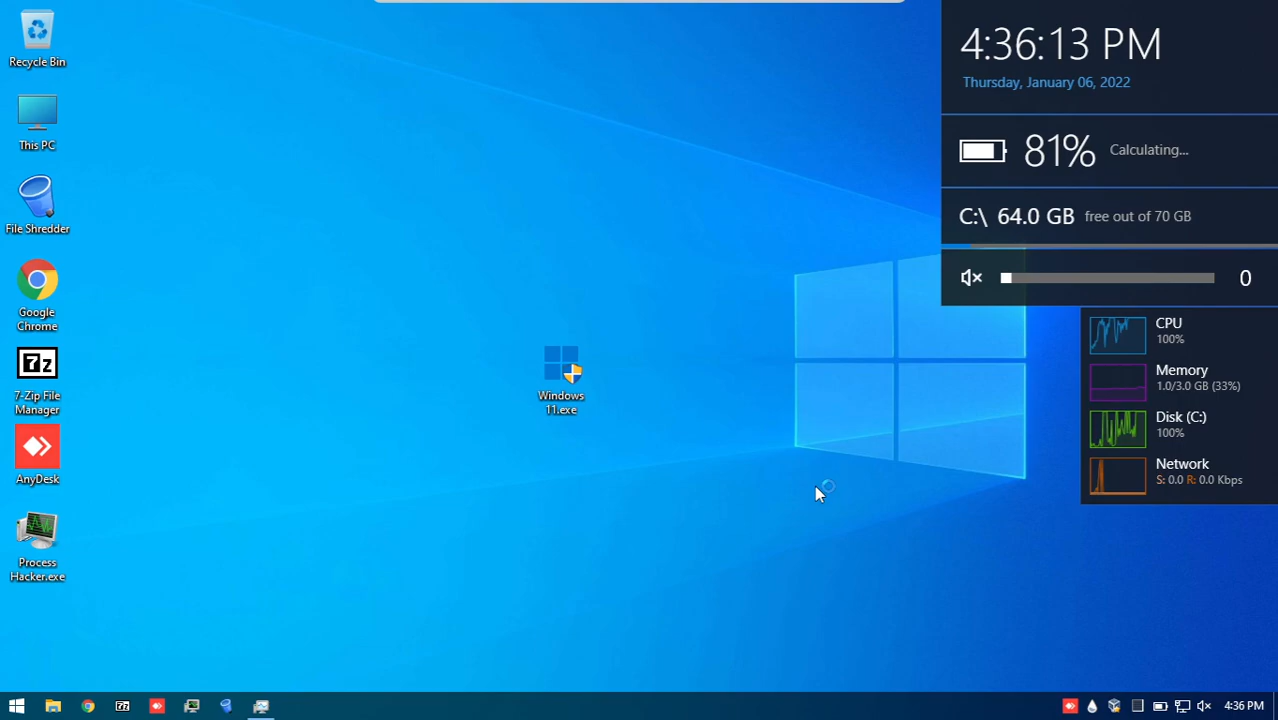 Recycle Bin
This PC
File Shredder
Google
Chrome
7z
7-Zip File
Manager
AnyDesk
Process
Hacker.exe
Windows
11.exe
4:36:13 PM
Thursday, January 06, 2022
81% Calculating...
C:\ 64.0 GB free out of 70 GB
0
CPU
100%
Memory
1.0/3.0 GB (33%)
Disk (C:)
100%
Network
S: 0.0 R: 0.0 Kbps
7z
4:36 PM